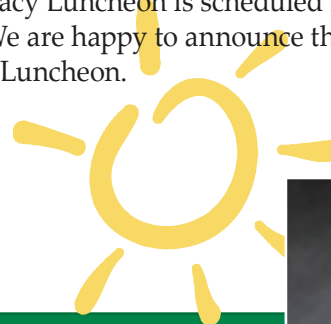 acy Luncheon is scheduled
We are happy to announce th
Luncheon.